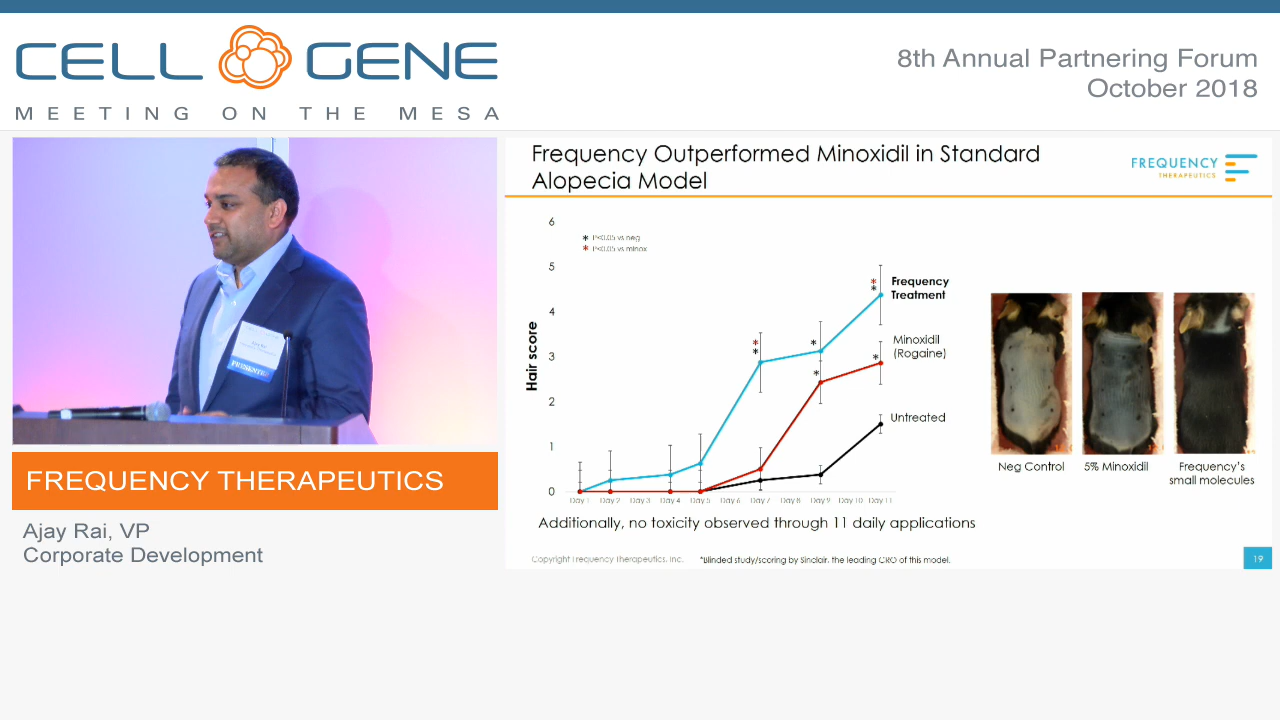 CELL GENE
MEETING ON THE MESA
8th Annual Partnering Forum
October 2018
PRESENTE
FREQUENCY THERAPEUTICS
Ajay Rai, VP
Corporate Development
Frequency Outperformed Minoxidil in Standard
Alopecia Model
FREQUENCY
THERAPEUTICS
* P<0.05 vs neg
* P<0.05 vs minox
Hair score
6
5
4
3
2
1
0
Day 1 Day 2 Day 3 Day 4 Day 5 Day 6 Day 7 Day 8 Day 9 Day 10 Day 11
Frequency
Treatment
Minoxidil
(Rogaine)
Untreated
Neg Control
5% Minoxidil
Frequency's
small molecules
Additionally, no toxicity observed through 11 daily applications
Copyright Frequency Therapeutics, Inc.
*Blinded study/scoring by Sinclair, the leading CRO of this model.
19